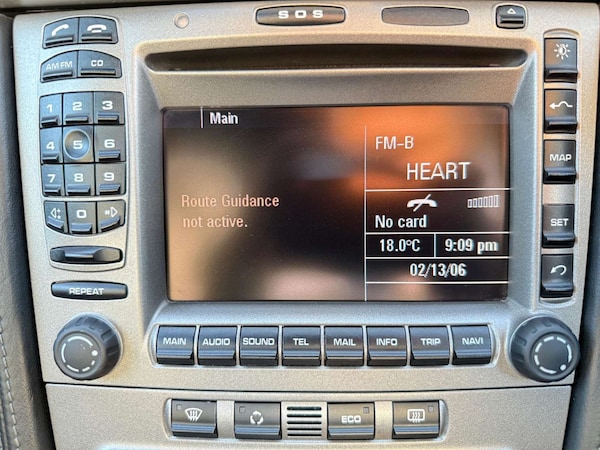 SOS
AM FM
CD
1 2 3
4 5 6
7 8 9
0
REPEAT
Main
Route Guidance
not active.
FM-B
HEART
No card
18.0°C
9:09 pm
02/13/06
MAP
SET
MAIN
AUDIO
SOUND
TEL
MAIL
INFO
TRIP
NAVI
ECO